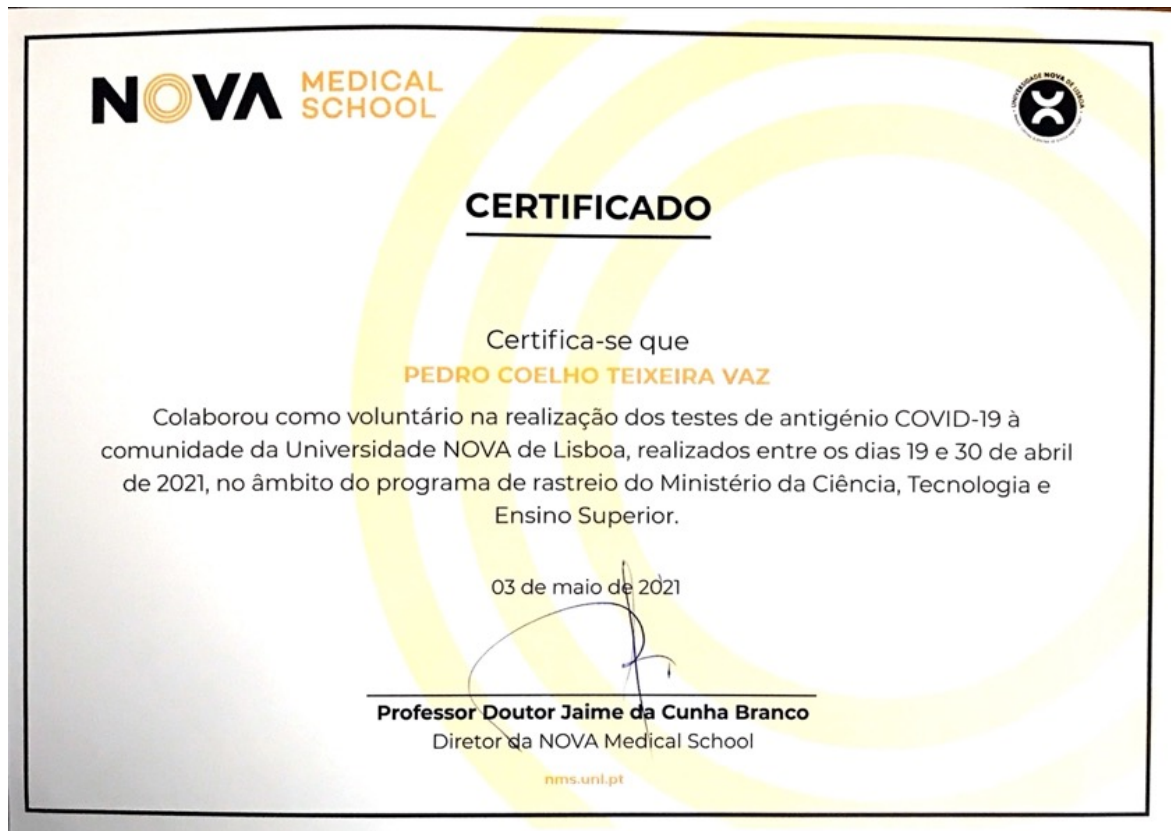 NOVA MEDICAL
SCHOOL
UNIVERSIDADE NOVA DE LISBOA
CERTIFICADO
Certifica-se que
PEDRO COELHO TEIXEIRA VAZ
Colaborou como voluntário na realização dos testes de antigénio COVID-19 à
comunidade da Universidade NOVA de Lisboa, realizados entre os dias 19 e 30 de abril
de 2021, no âmbito do programa de rastreio do Ministério da Ciência, Tecnologia e
Ensino Superior.
03 de maio de 2021
Professor Doutor Jaime da Cunha Branco
Diretor da NOVA Medical School
nms.unl.pt